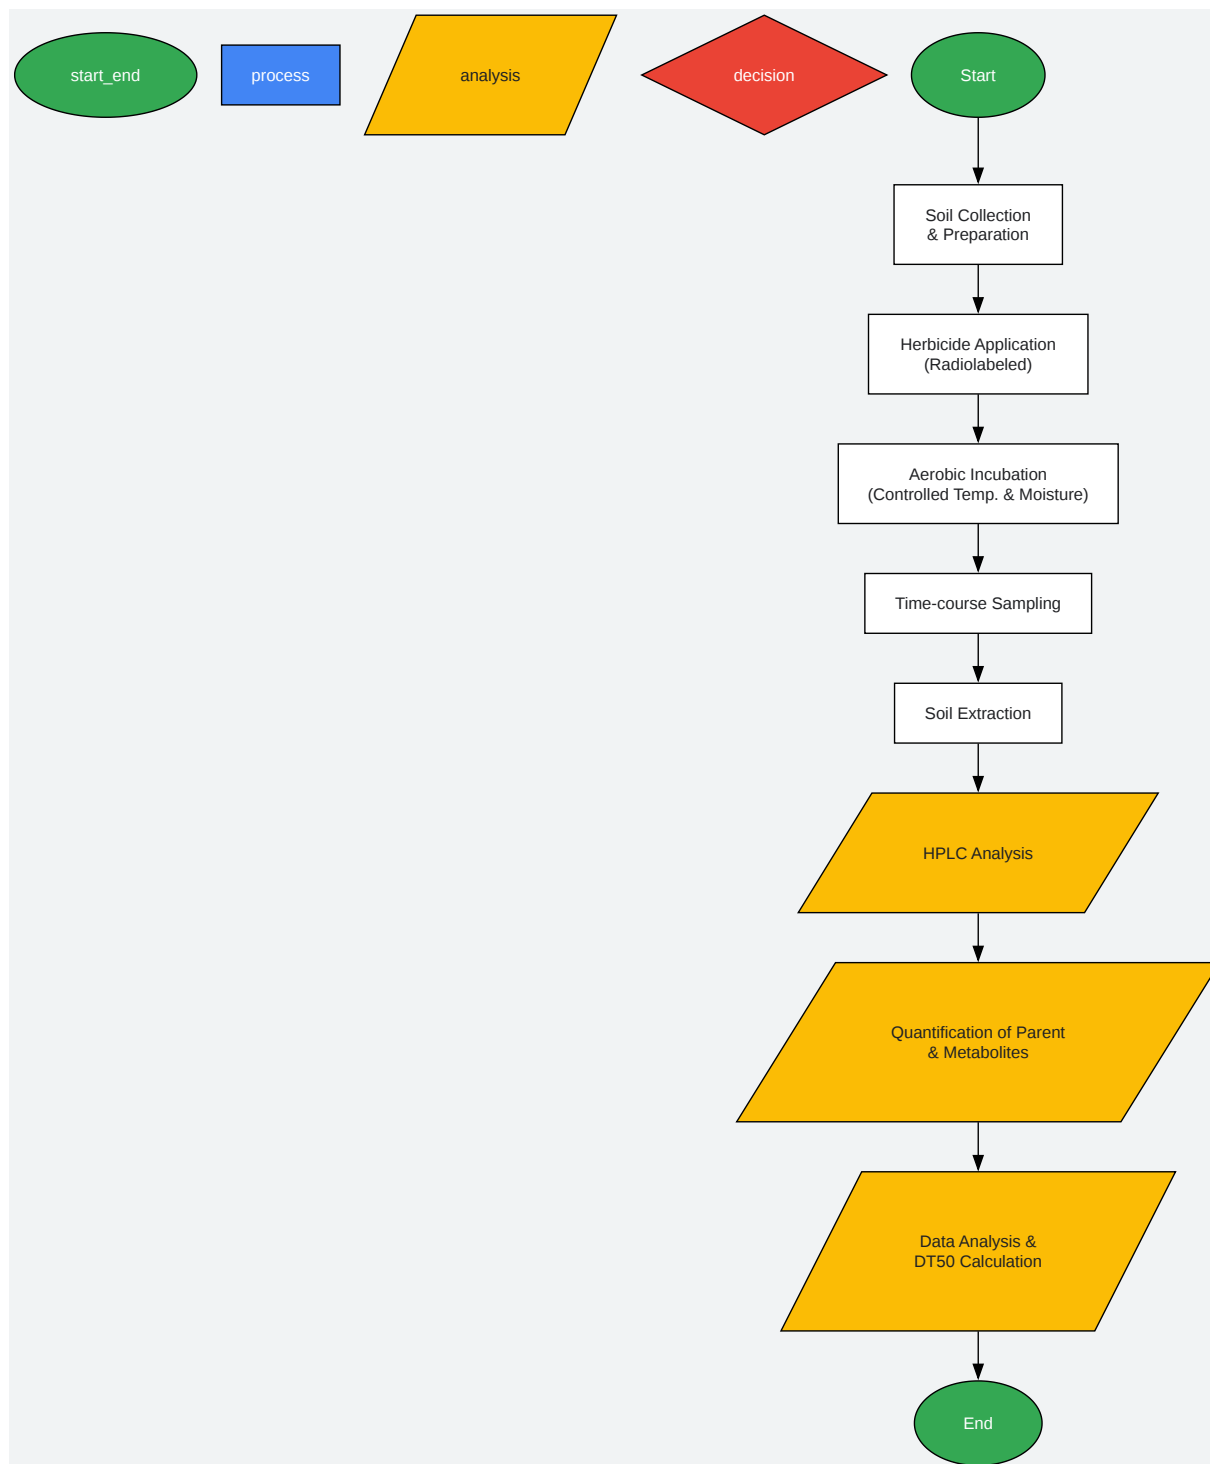 start_end
process
analysis
decision
Start
Soil Collection
& Preparation
Herbicide Application
(Radiolabeled)
Aerobic Incubation
(Controlled Temp. & Moisture)
Time-course Sampling
Soil Extraction
HPLC Analysis
Quantification of Parent
& Metabolites
Data Analysis &
DT50 Calculation
End